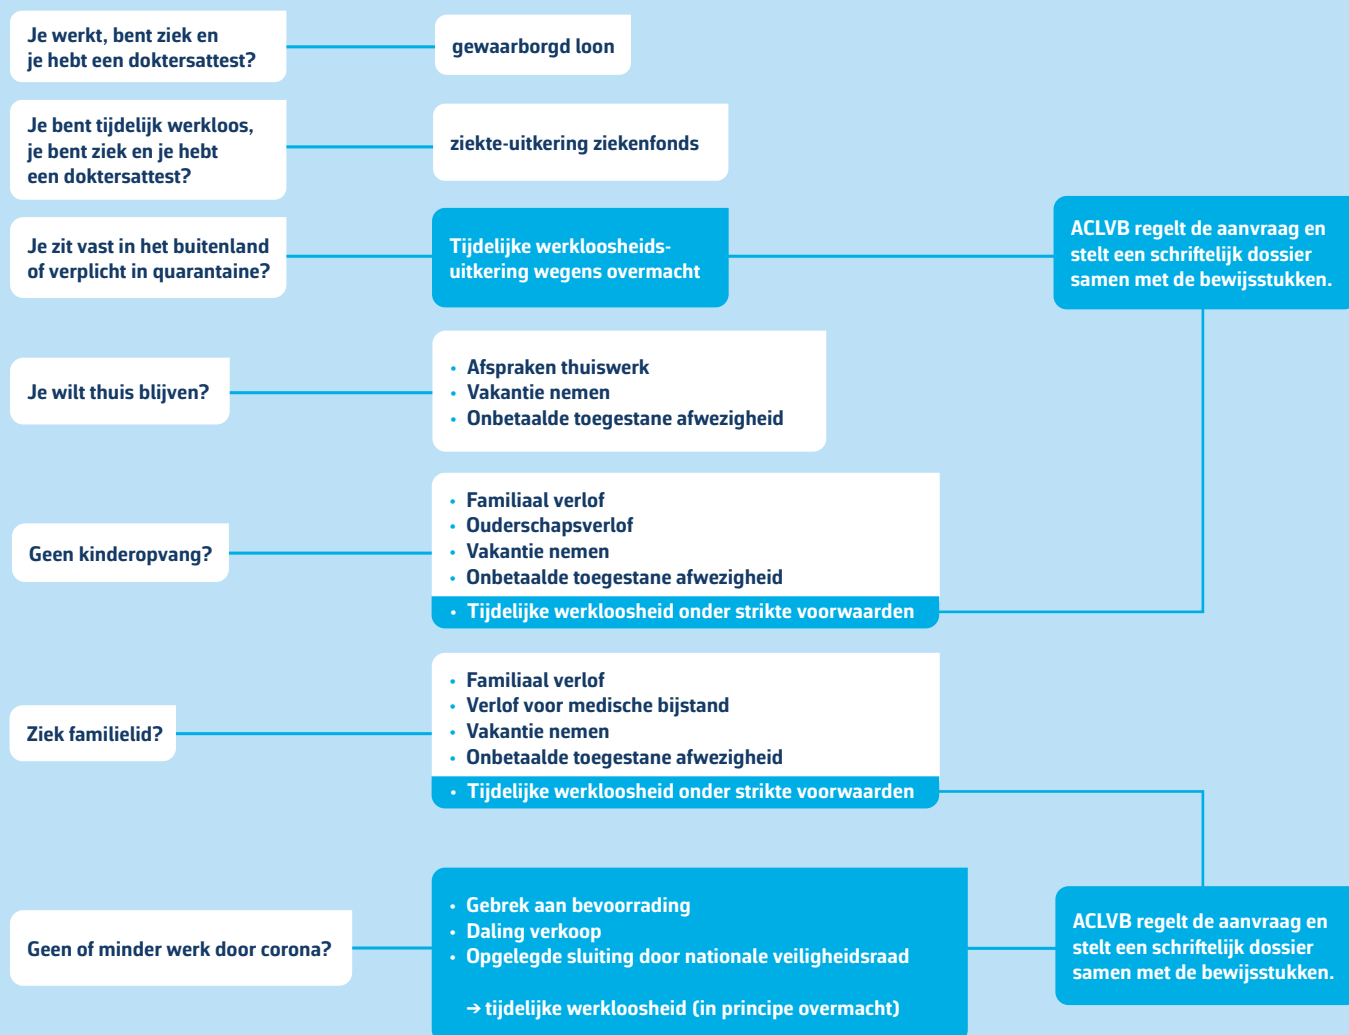 Je werkt, bent ziek en
je hebt een doktersattest?
gewaarborgd loon
Je bent tijdelijk werkloos,
je bent ziek en je hebt
een doktersattest?
ziekte-uitkering ziekenfonds
Je zit vast in het buitenland
of verplicht in quarantaine?
Tijdelijke werkloosheids-
uitkering wegens overmacht
ACLVB regelt de aanvraag en
stelt een schriftelijk dossier
samen met de bewijsstukken.
Je wilt thuis blijven?
• Afspraken thuiswerk
• Vakantie nemen
• Onbetaalde toegestane afwezigheid
Geen kinderopvang?
• Familiaal verlof
• Ouderschapsverlof
• Vakantie nemen
• Onbetaalde toegestane afwezigheid
• Tijdelijke werkloosheid onder strikte voorwaarden
Ziek familielid?
• Familiaal verlof
• Verlof voor medische bijstand
• Vakantie nemen
• Onbetaalde toegestane afwezigheid
• Tijdelijke werkloosheid onder strikte voorwaarden
Geen of minder werk door corona?
• Gebrek aan bevoorrading
• Daling verkoop
• Opgelegde sluiting door nationale veiligheidsraad
→ tijdelijke werkloosheid (in principe overmacht)
ACLVB regelt de aanvraag en
stelt een schriftelijk dossier
samen met de bewijsstukken.